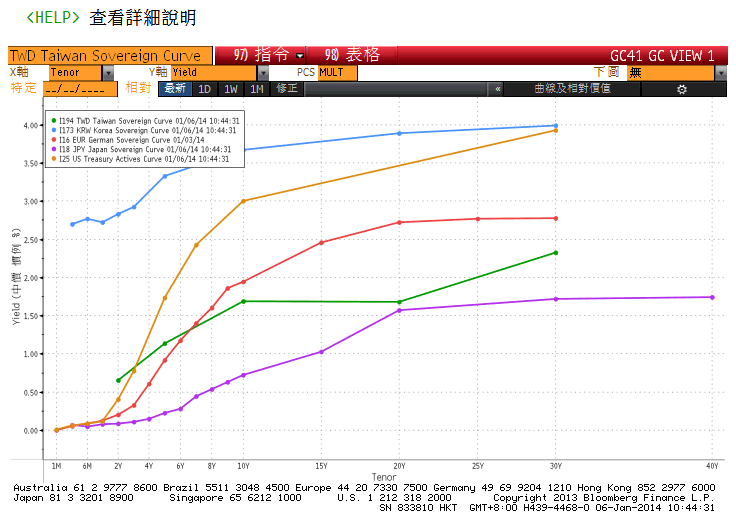 <HELP> 查看詳細說明
TWD Taiwan Sovereign Curve 97) 指令 98) 表格 GC41 GC VIEW 1
X軸 Tenor Y軸 Yield PCS MULT 下圖 無
特定 --/--/---- 相對 最新 1D 1W 1M 修正 « 曲線及相對價值
I194 TWD Taiwan Sovereign Curve 01/06/14 10:44:31
I173 KRW Korea Sovereign Curve 01/06/14 10:44:31
I16 EUR German Sovereign Curve 01/03/14
I18 JPY Japan Sovereign Curve 01/06/14 10:44:31
I25 US Treasury Actives Curve 01/06/14 10:44:31
4.00
3.50
3.00
2.50
2.00
1.50
1.00
0.50
0.00
Yield (中價 慣例 %)
1M 6M 2Y 4Y 6Y 8Y 10Y 15Y 20Y 25Y 30Y 40Y
Tenor
Australia 61 2 9777 8600 Brazil 5511 3048 4500 Europe 44 20 7330 7500 Germany 49 69 9204 1210 Hong Kong 852 2977 6000
Japan 81 3 3201 8900 Singapore 65 6212 1000 U.S. 1 212 318 2000 Copyright 2013 Bloomberg Finance L.P.
SN 833810 HKT GMT+8:00 H439-4468-0 06-Jan-2014 10:44:31